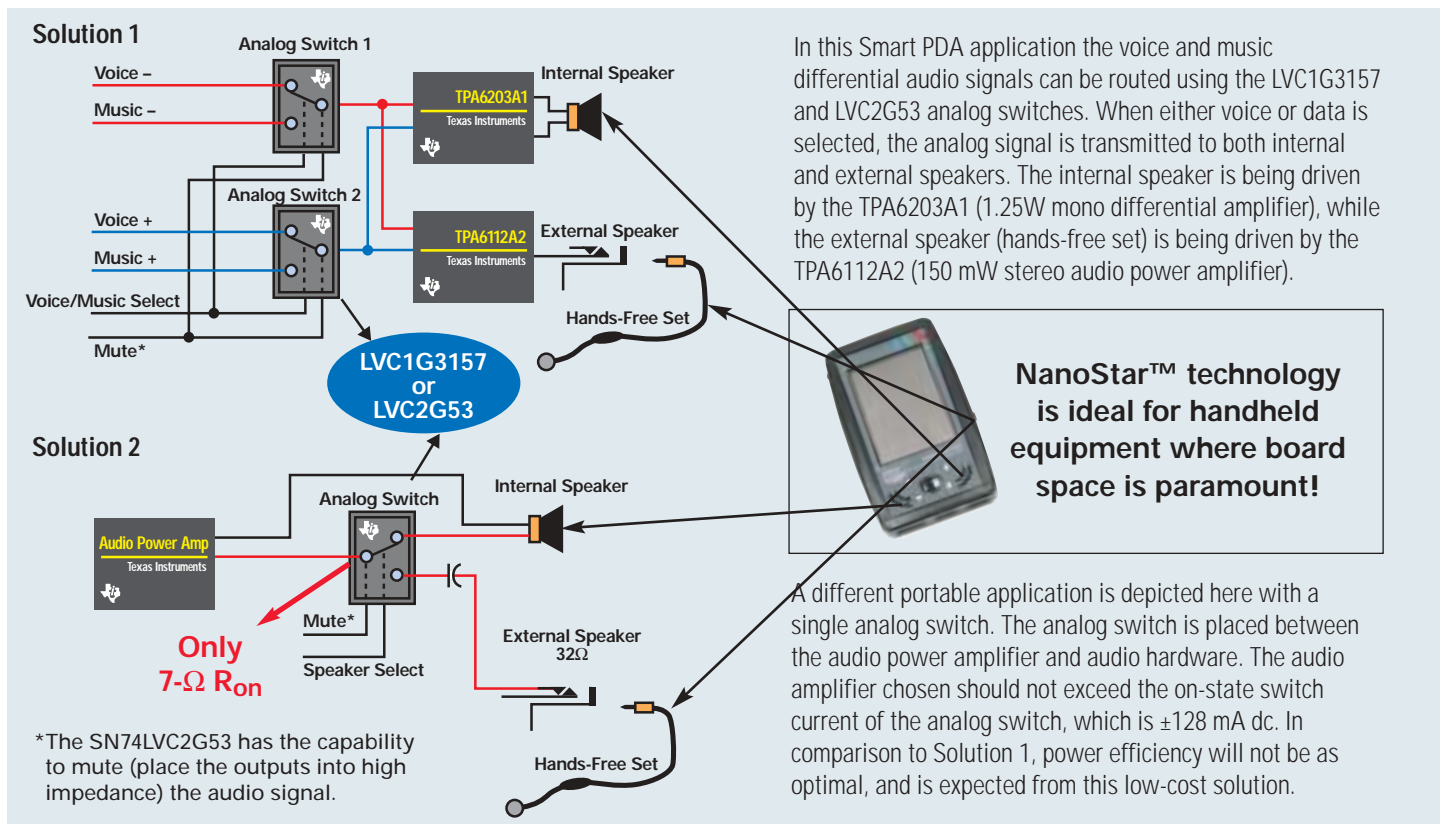 Solution 1
Analog Switch 1
Voice –
Music –
TPA6203A1
Texas Instruments
Internal Speaker
Analog Switch 2
Voice +
Music +
TPA6112A2
Texas Instruments
External Speaker
Voice/Music Select
Mute*
Hands-Free Set
LVC1G3157
or
LVC2G53
In this Smart PDA application the voice and music
differential audio signals can be routed using the LVC1G3157
and LVC2G53 analog switches. When either voice or data is
selected, the analog signal is transmitted to both internal
and external speakers. The internal speaker is being driven
by the TPA6203A1 (1.25W mono differential amplifier), while
the external speaker (hands-free set) is being driven by the
TPA6112A2 (150 mW stereo audio power amplifier).
NanoStar™ technology
is ideal for handheld
equipment where board
space is paramount!
Solution 2
Analog Switch
Internal Speaker
Audio Power Amp
Texas Instruments
Mute*
Speaker Select
Only
7-Ω Ron
External Speaker
32Ω
Hands-Free Set
*The SN74LVC2G53 has the capability
to mute (place the outputs into high
impedance) the audio signal.
A different portable application is depicted here with a
single analog switch. The analog switch is placed between
the audio power amplifier and audio hardware. The audio
amplifier chosen should not exceed the on-state switch
current of the analog switch, which is ±128 mA dc. In
comparison to Solution 1, power efficiency will not be as
optimal, and is expected from this low-cost solution.